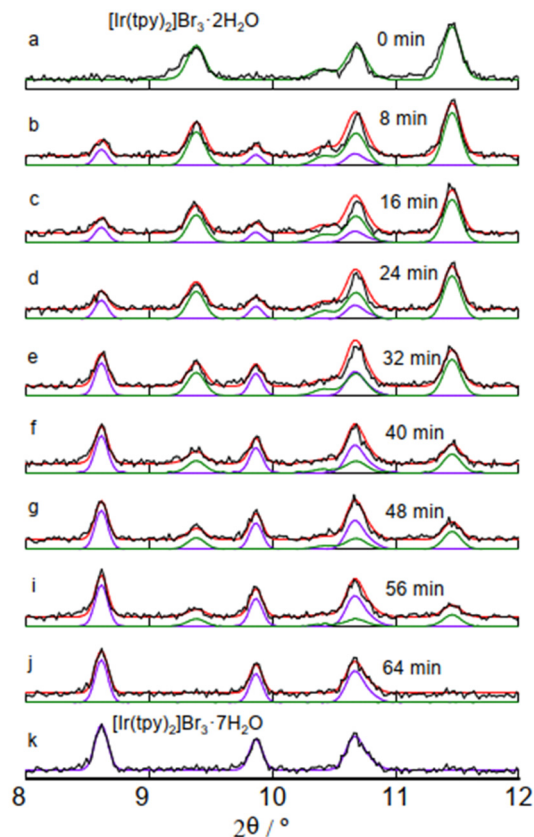 [Ir(tpy)₂]Br₃·2H₂O
a 0 min
b 8 min
c 16 min
d 24 min
e 32 min
f 40 min
g 48 min
i 56 min
j 64 min
[Ir(tpy)₂]Br₃·7H₂O
k
8 9 10 11 12
2θ / °